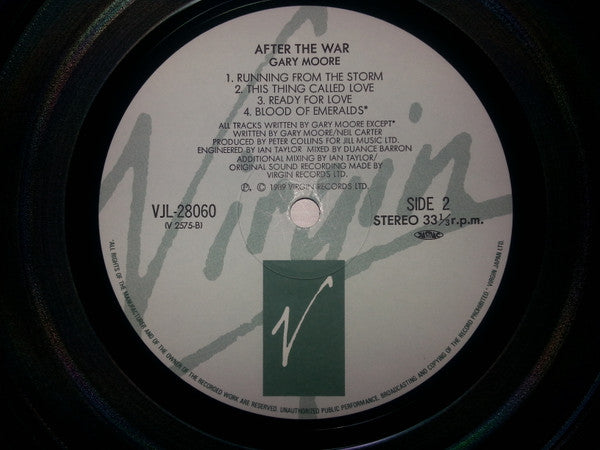 AFTER THE WAR
GARY MOORE
1. RUNNING FROM THE STORM
2. THIS THING CALLED LOVE
3. READY FOR LOVE
4. BLOOD OF EMERALDS*
ALL TRACKS WRITTEN BY GARY MOORE EXCEPT*
WRITTEN BY GARY MOORE/NEIL CARTER
PRODUCED BY PETER COLLINS FOR JILL MUSIC LTD.
ENGINEERED BY IAN TAYLOR MIXED BY DUANCE BARRON
ADDITIONAL MIXING BY IAN TAYLOR/
ORIGINAL SOUND RECORDING MADE BY
VIRGIN RECORDS LTD.
℗. © 1989 VIRGIN RECORDS LTD.
VJL-28060
(V 2575-B)
SIDE 2
STEREO 33⅓r.p.m.
Virgin
V
*ALL RIGHTS OF THE MANUFACTURER AND OF THE OWNER OF THE RECORDED WORK ARE RESERVED. UNAUTHORIZED PUBLIC PERFORMANCE, BROADCASTING AND COPYING OF THE RECORD PROHIBITED • VIRGIN JAPAN LTD.